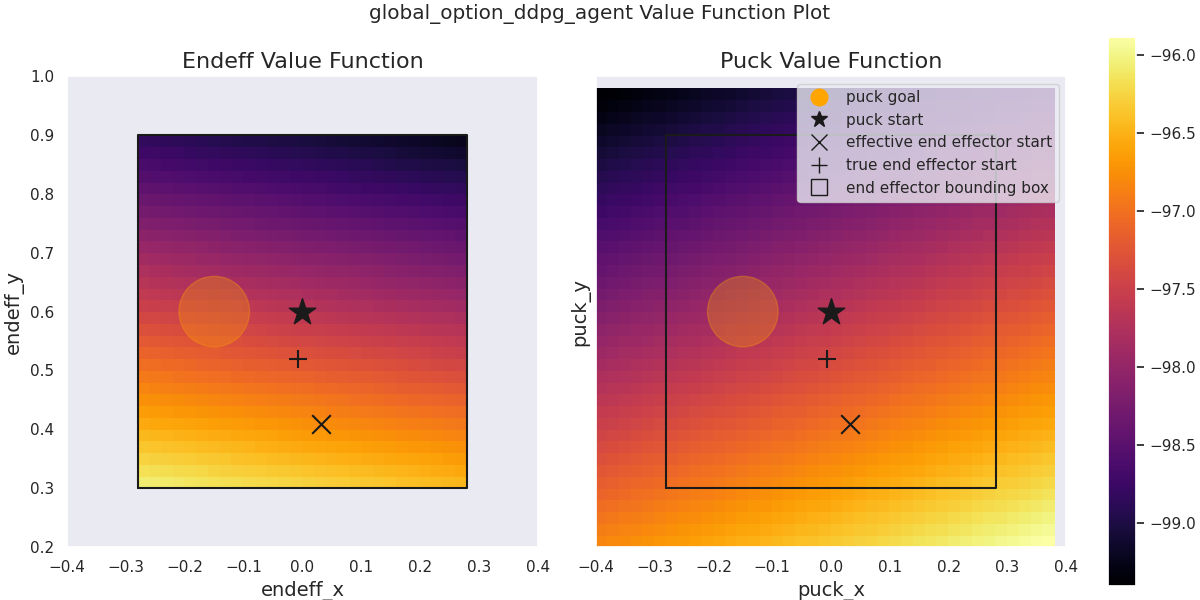 global_option_ddpg_agent Value Function Plot
Endeff Value Function
1.0
0.9
0.8
0.7
0.6
0.5
0.4
0.3
0.2
endeff_y
−0.4 −0.3 −0.2 −0.1 0.0 0.1 0.2 0.3 0.4
endeff_x
Puck Value Function
puck goal
puck start
effective end effector start
true end effector start
end effector bounding box
puck_y
−0.4 −0.3 −0.2 −0.1 0.0 0.1 0.2 0.3 0.4
puck_x
−96.0
−96.5
−97.0
−97.5
−98.0
−98.5
−99.0